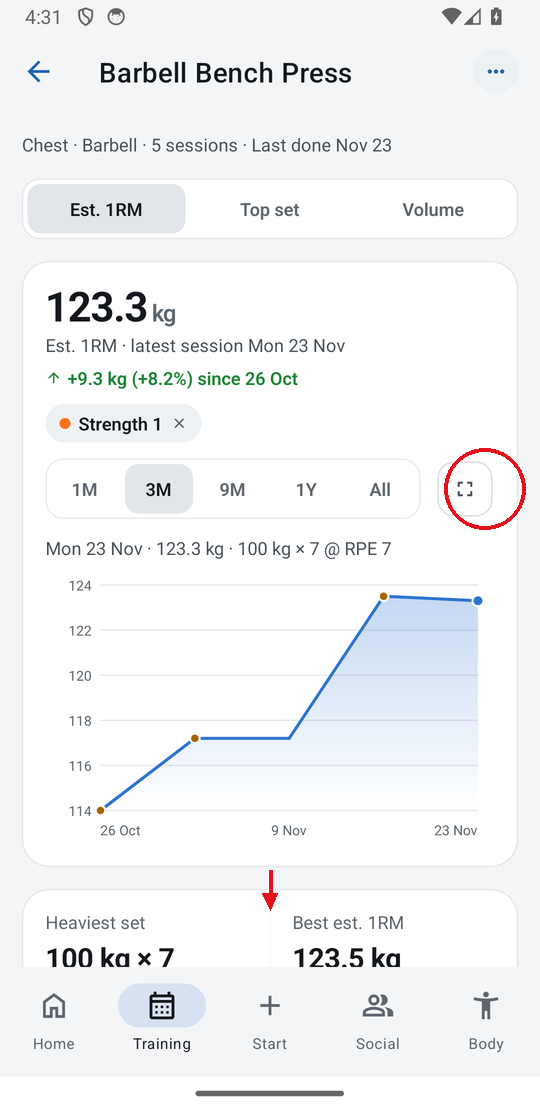 4:31
Barbell Bench Press
Chest · Barbell · 5 sessions · Last done Nov 23
Est. 1RM Top set Volume
123.3 kg
Est. 1RM · latest session Mon 23 Nov
↑ +9.3 kg (+8.2%) since 26 Oct
Strength 1 ×
1M 3M 9M 1Y All
Mon 23 Nov · 123.3 kg · 100 kg × 7 @ RPE 7
124
122
120
118
116
114
26 Oct 9 Nov 23 Nov
Heaviest set Best est. 1RM
100 kg × 7 123.5 kg
Home Training Start Social Body